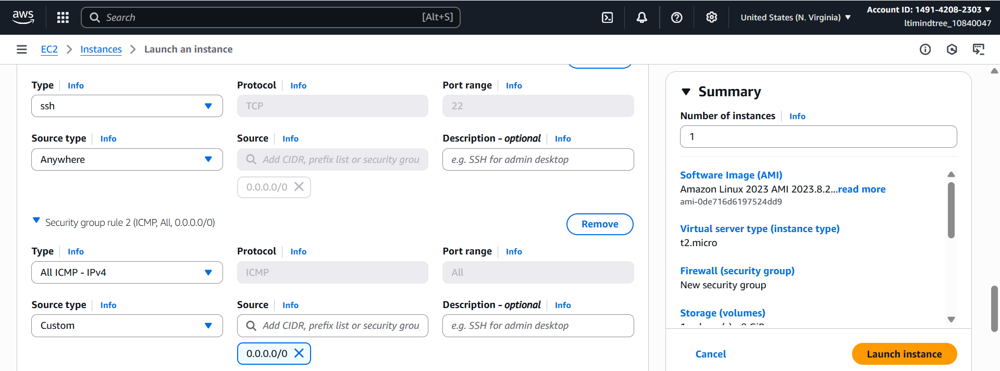 aws
Search [Alt+S]
United States (N. Virginia)
Account ID: 1491-4208-2303
ltimindtree_10840047
EC2 Instances Launch an instance
Type Info Protocol Info Port range Info
ssh TCP 22
Source type Info Source Info Description - optional Info
Anywhere Add CIDR, prefix list or security grou e.g. SSH for admin desktop
0.0.0.0/0
Security group rule 2 (ICMP, All, 0.0.0.0/0) Remove
Type Info Protocol Info Port range Info
All ICMP - IPv4 ICMP All
Source type Info Source Info Description - optional Info
Custom Add CIDR, prefix list or security grou e.g. SSH for admin desktop
0.0.0.0/0
Summary
Number of instances Info
1
Software Image (AMI)
Amazon Linux 2023 AMI 2023.8.2...read more
ami-0de716d6197524dd9
Virtual server type (instance type)
t2.micro
Firewall (security group)
New security group
Storage (volumes)
Cancel Launch instance